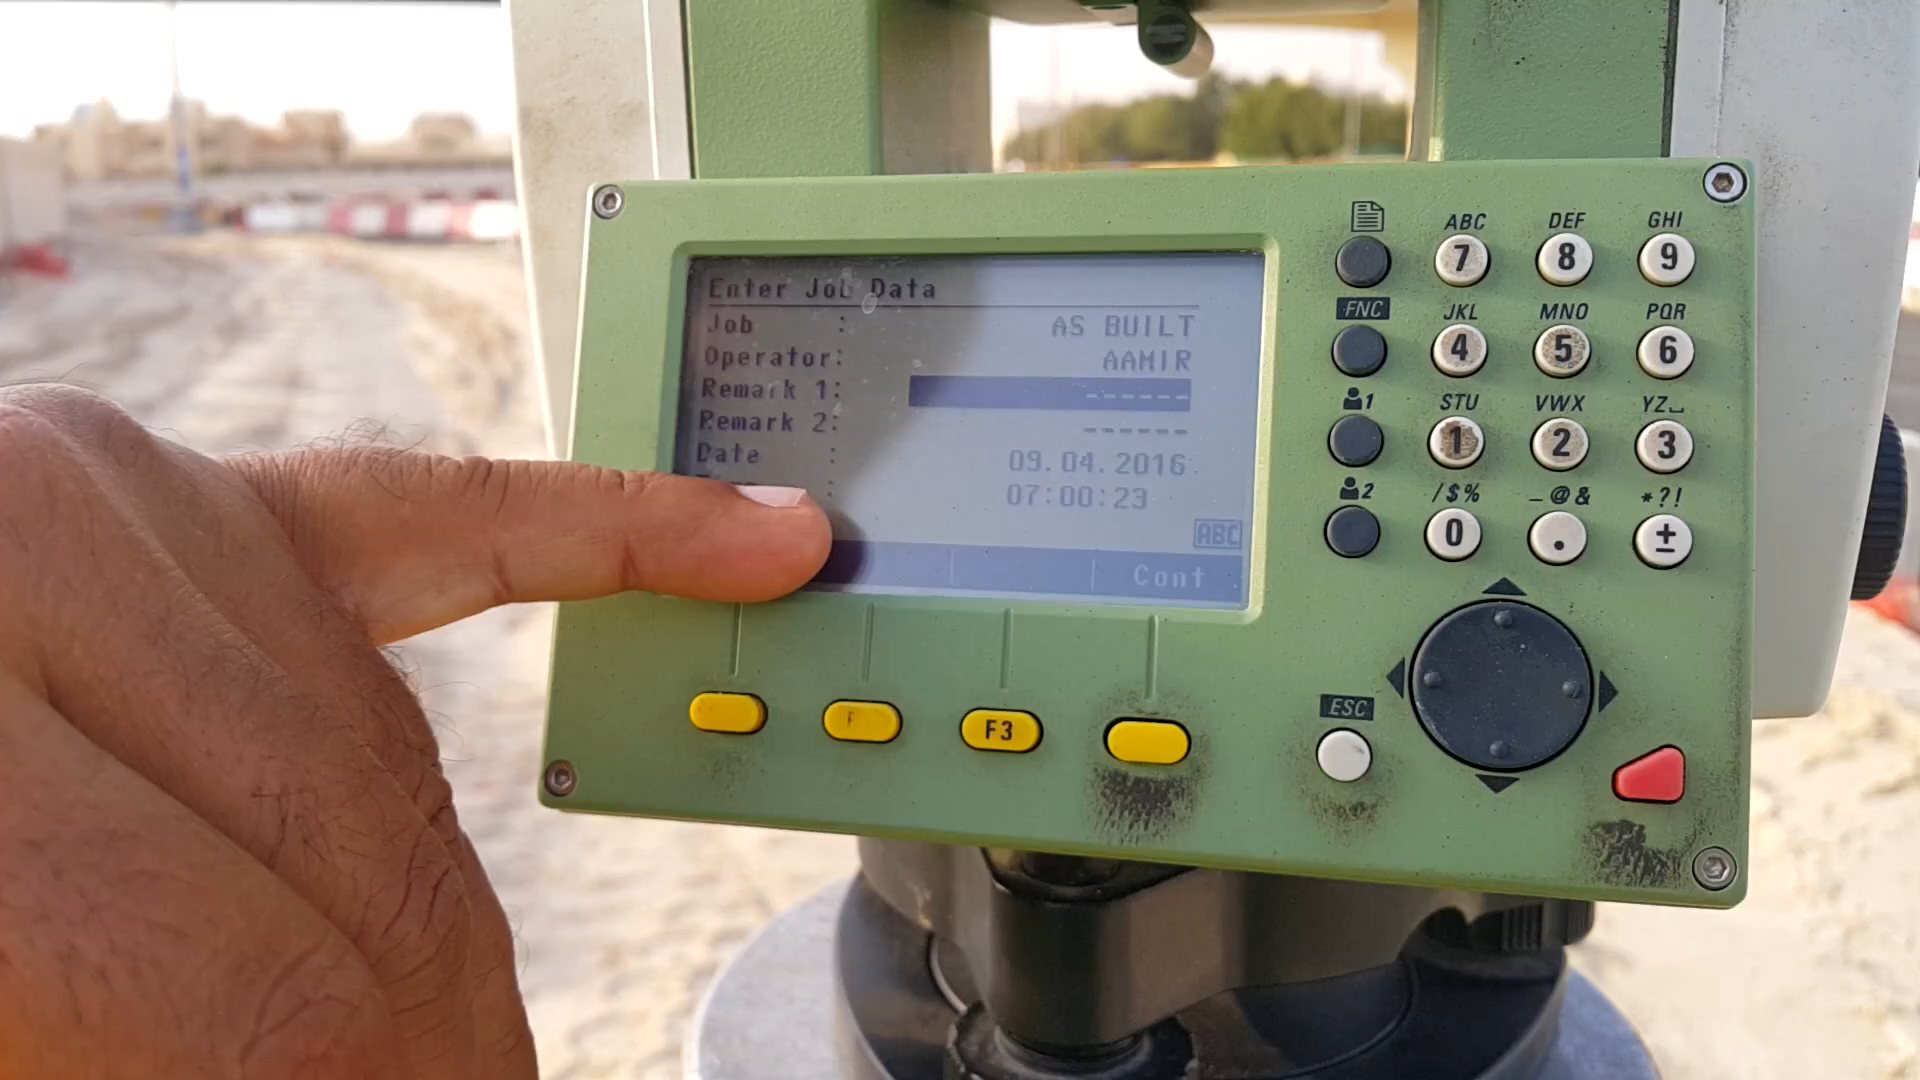 Enter Job Data
Job : AS BUILT
Operator: AAMIR
Remark 1: ------
Remark 2: ------
Date : 09.04.2016
: 07:00:23
ABC
Cont
ABC DEF GHI
7 8 9
FNC JKL MNO PQR
4 5 6
1 STU VWX YZ␣
1 2 3
2 /$% _@& *?!
0 . ±
F F3
ESC